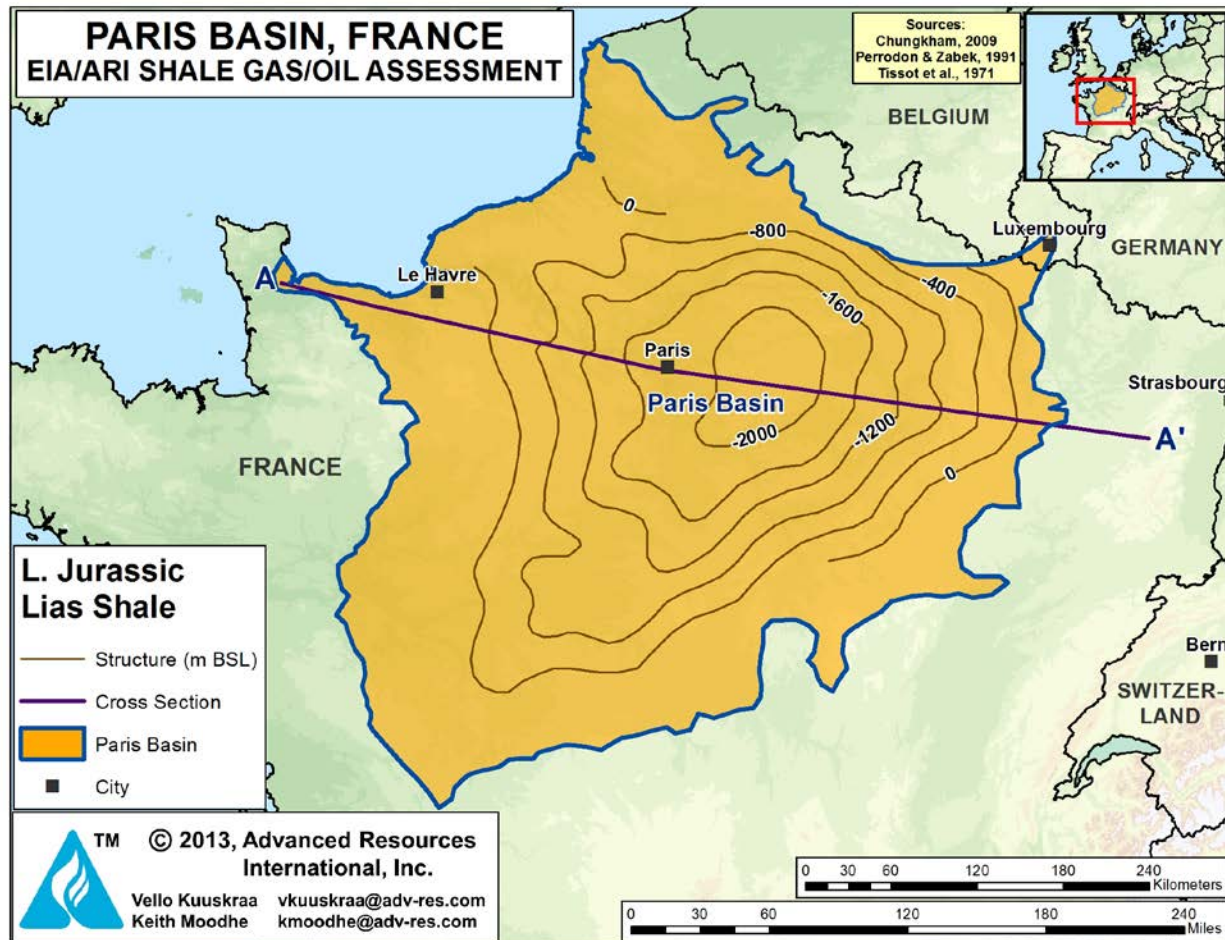 PARIS BASIN, FRANCE
EIA/ARI SHALE GAS/OIL ASSESSMENT
Sources:
Chungkham, 2009
Perrodon & Zabek, 1991
Tissot et al., 1971
BELGIUM
Luxembourg
GERMANY
0
-800
-400
-1600
A
Le Havre
Paris
Paris Basin
-2000
-1200
0
Strasbourg
A'
FRANCE
L. Jurassic
Lias Shale
Structure (m BSL)
Cross Section
Paris Basin
City
Bern
SWITZER-
LAND
TM
© 2013, Advanced Resources
International, Inc.
Vello Kuuskraa vkuuskraa@adv-res.com
Keith Moodhe kmoodhe@adv-res.com
0 30 60 120 180 240
Kilometers
0 30 60 120 180 240
Miles